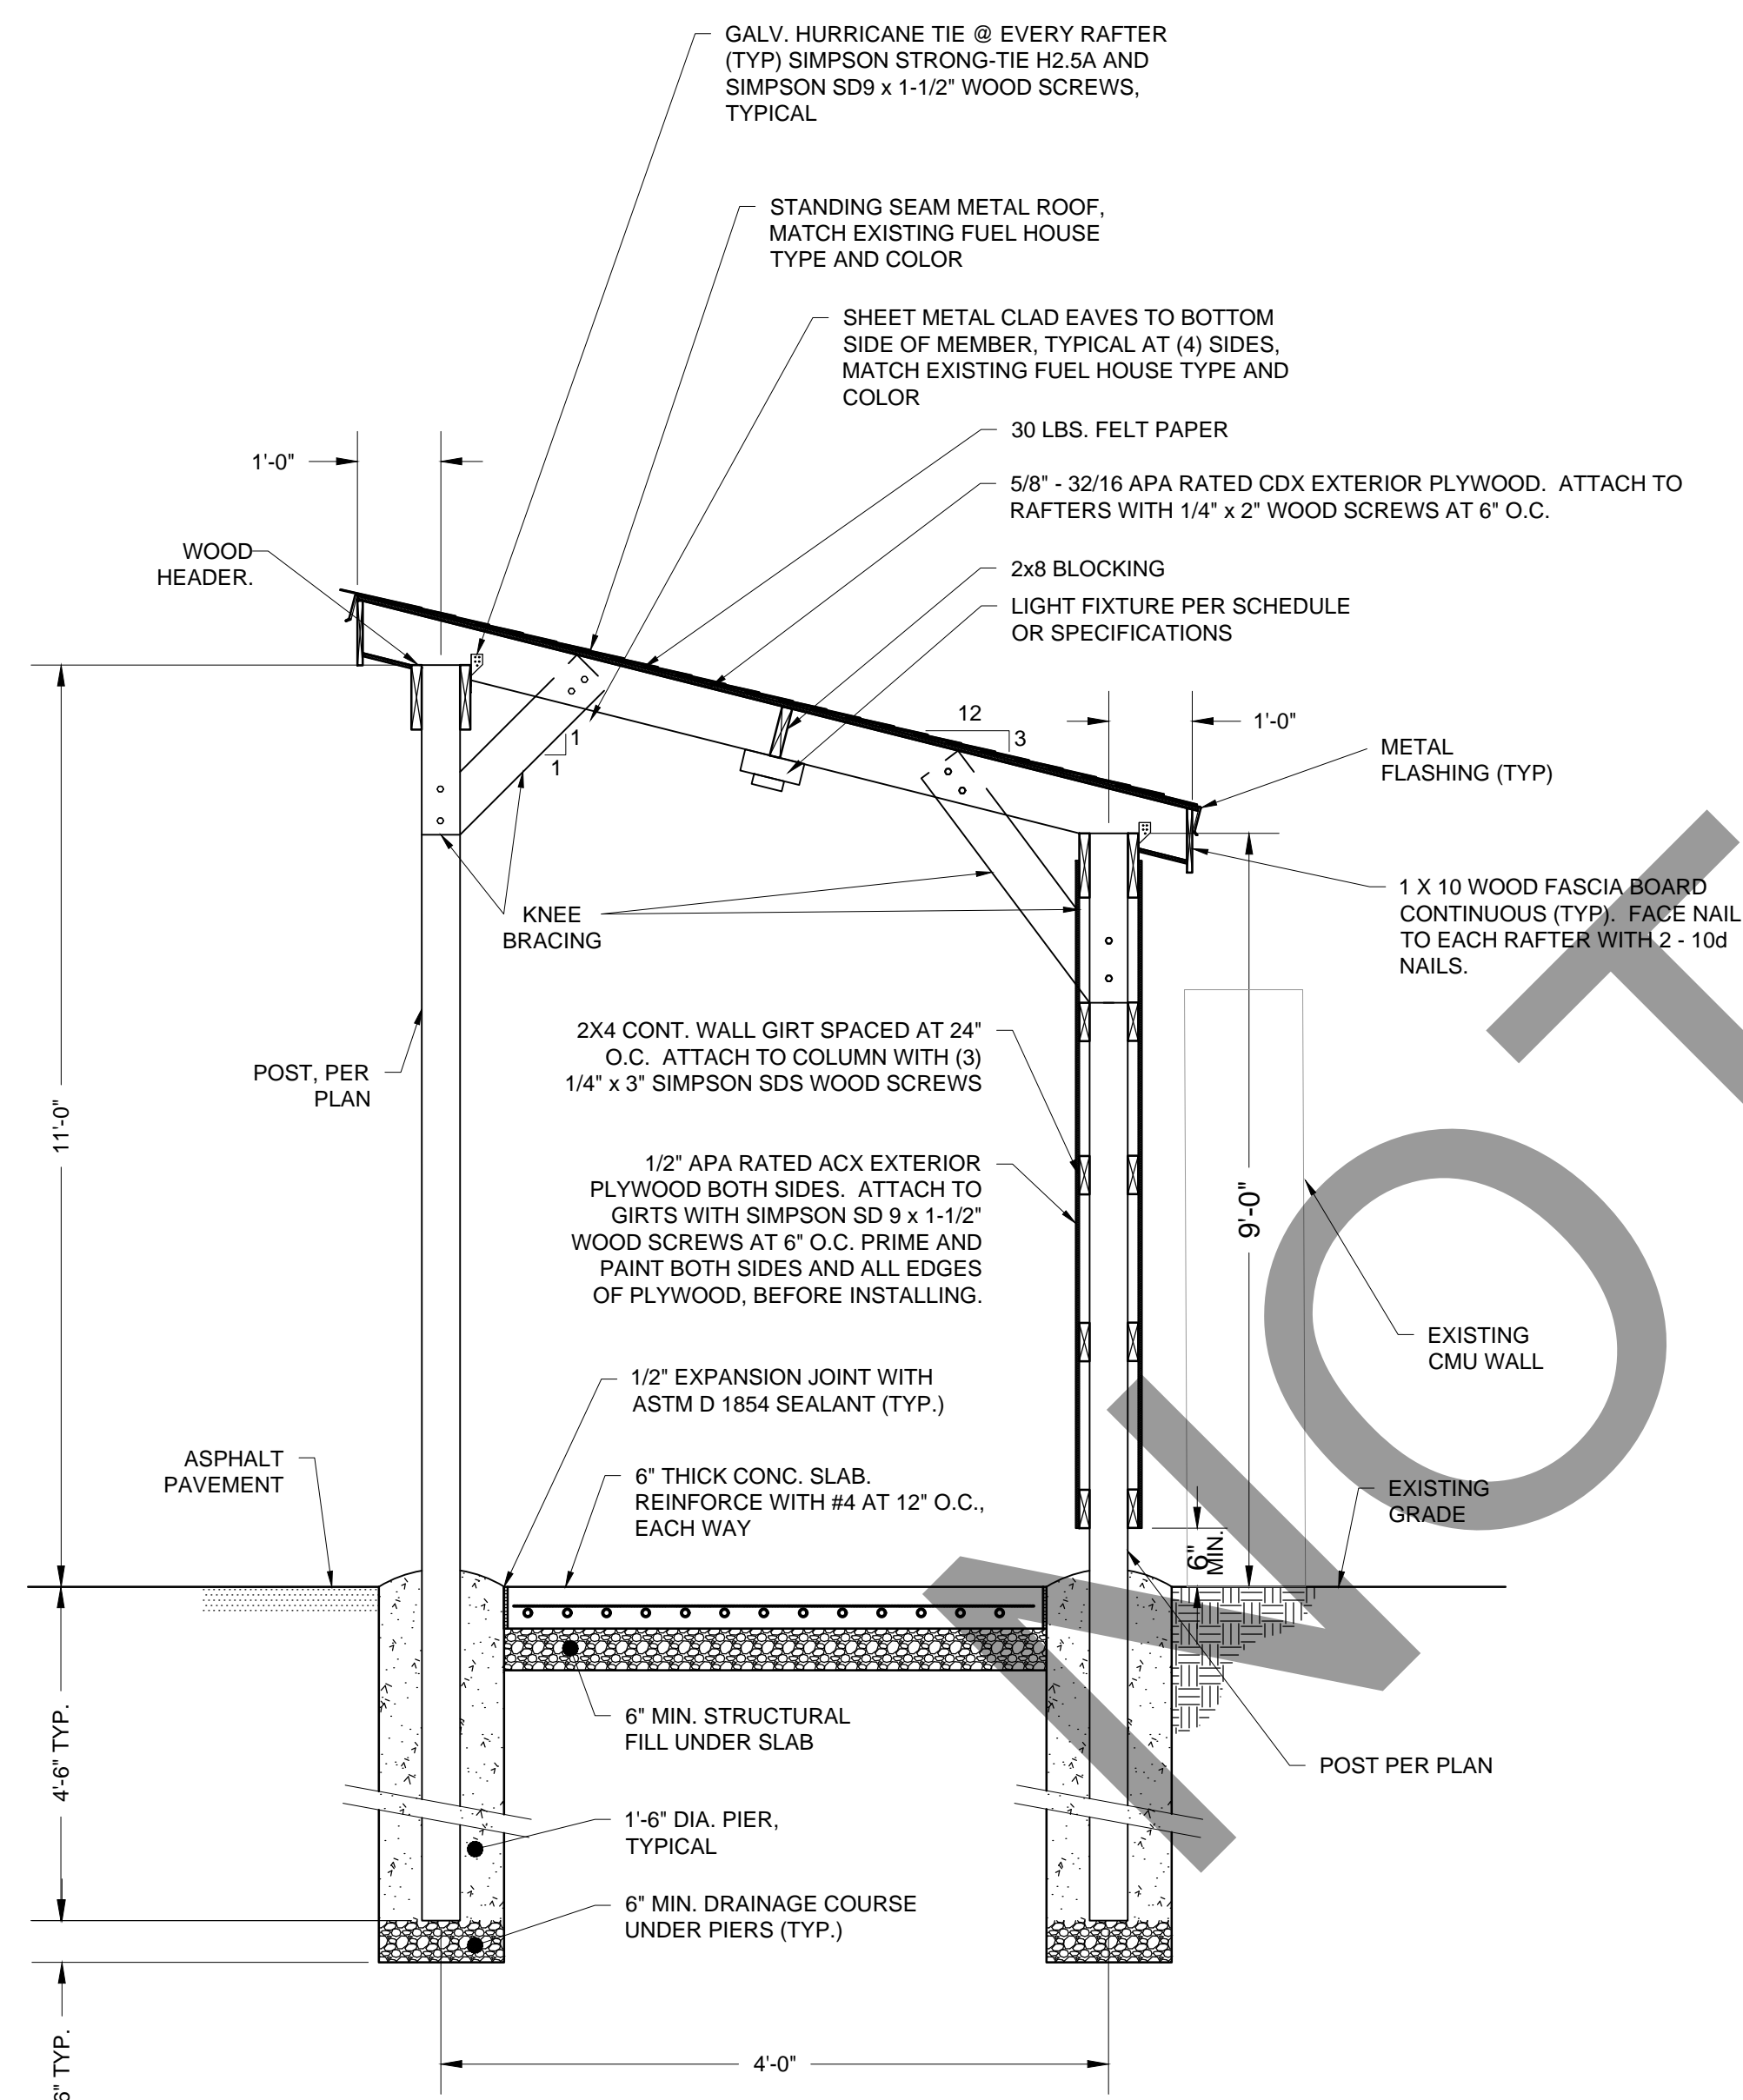 GALV. HURRICANE TIE @ EVERY RAFTER
(TYP) SIMPSON STRONG-TIE H2.5A AND
SIMPSON SD9 x 1-1/2" WOOD SCREWS,
TYPICAL
STANDING SEAM METAL ROOF,
MATCH EXISTING FUEL HOUSE
TYPE AND COLOR
SHEET METAL CLAD EAVES TO BOTTOM
SIDE OF MEMBER, TYPICAL AT (4) SIDES,
MATCH EXISTING FUEL HOUSE TYPE AND
COLOR
30 LBS. FELT PAPER
1'-0"
5/8" - 32/16 APA RATED CDX EXTERIOR PLYWOOD. ATTACH TO
RAFTERS WITH 1/4" x 2" WOOD SCREWS AT 6" O.C.
WOOD
HEADER.
2x8 BLOCKING
LIGHT FIXTURE PER SCHEDULE
OR SPECIFICATIONS
12
3
1'-0"
1
1
METAL
FLASHING (TYP)
1 X 10 WOOD FASCIA BOARD
CONTINUOUS (TYP). FACE NAIL
TO EACH RAFTER WITH 2 - 10d
NAILS.
KNEE
BRACING
2X4 CONT. WALL GIRT SPACED AT 24"
O.C. ATTACH TO COLUMN WITH (3)
1/4" x 3" SIMPSON SDS WOOD SCREWS
POST, PER
PLAN
11'-0"
1/2" APA RATED ACX EXTERIOR
PLYWOOD BOTH SIDES. ATTACH TO
GIRTS WITH SIMPSON SD 9 x 1-1/2"
WOOD SCREWS AT 6" O.C. PRIME AND
PAINT BOTH SIDES AND ALL EDGES
OF PLYWOOD, BEFORE INSTALLING.
9'-0"
EXISTING
CMU WALL
1/2" EXPANSION JOINT WITH
ASTM D 1854 SEALANT (TYP.)
ASPHALT
PAVEMENT
6" THICK CONC. SLAB.
REINFORCE WITH #4 AT 12" O.C.,
EACH WAY
EXISTING
GRADE
6"
MIN.
6" MIN. STRUCTURAL
FILL UNDER SLAB
4'-6" TYP.
POST PER PLAN
1'-6" DIA. PIER,
TYPICAL
6" MIN. DRAINAGE COURSE
UNDER PIERS (TYP.)
6" TYP.
4'-0"
NOT